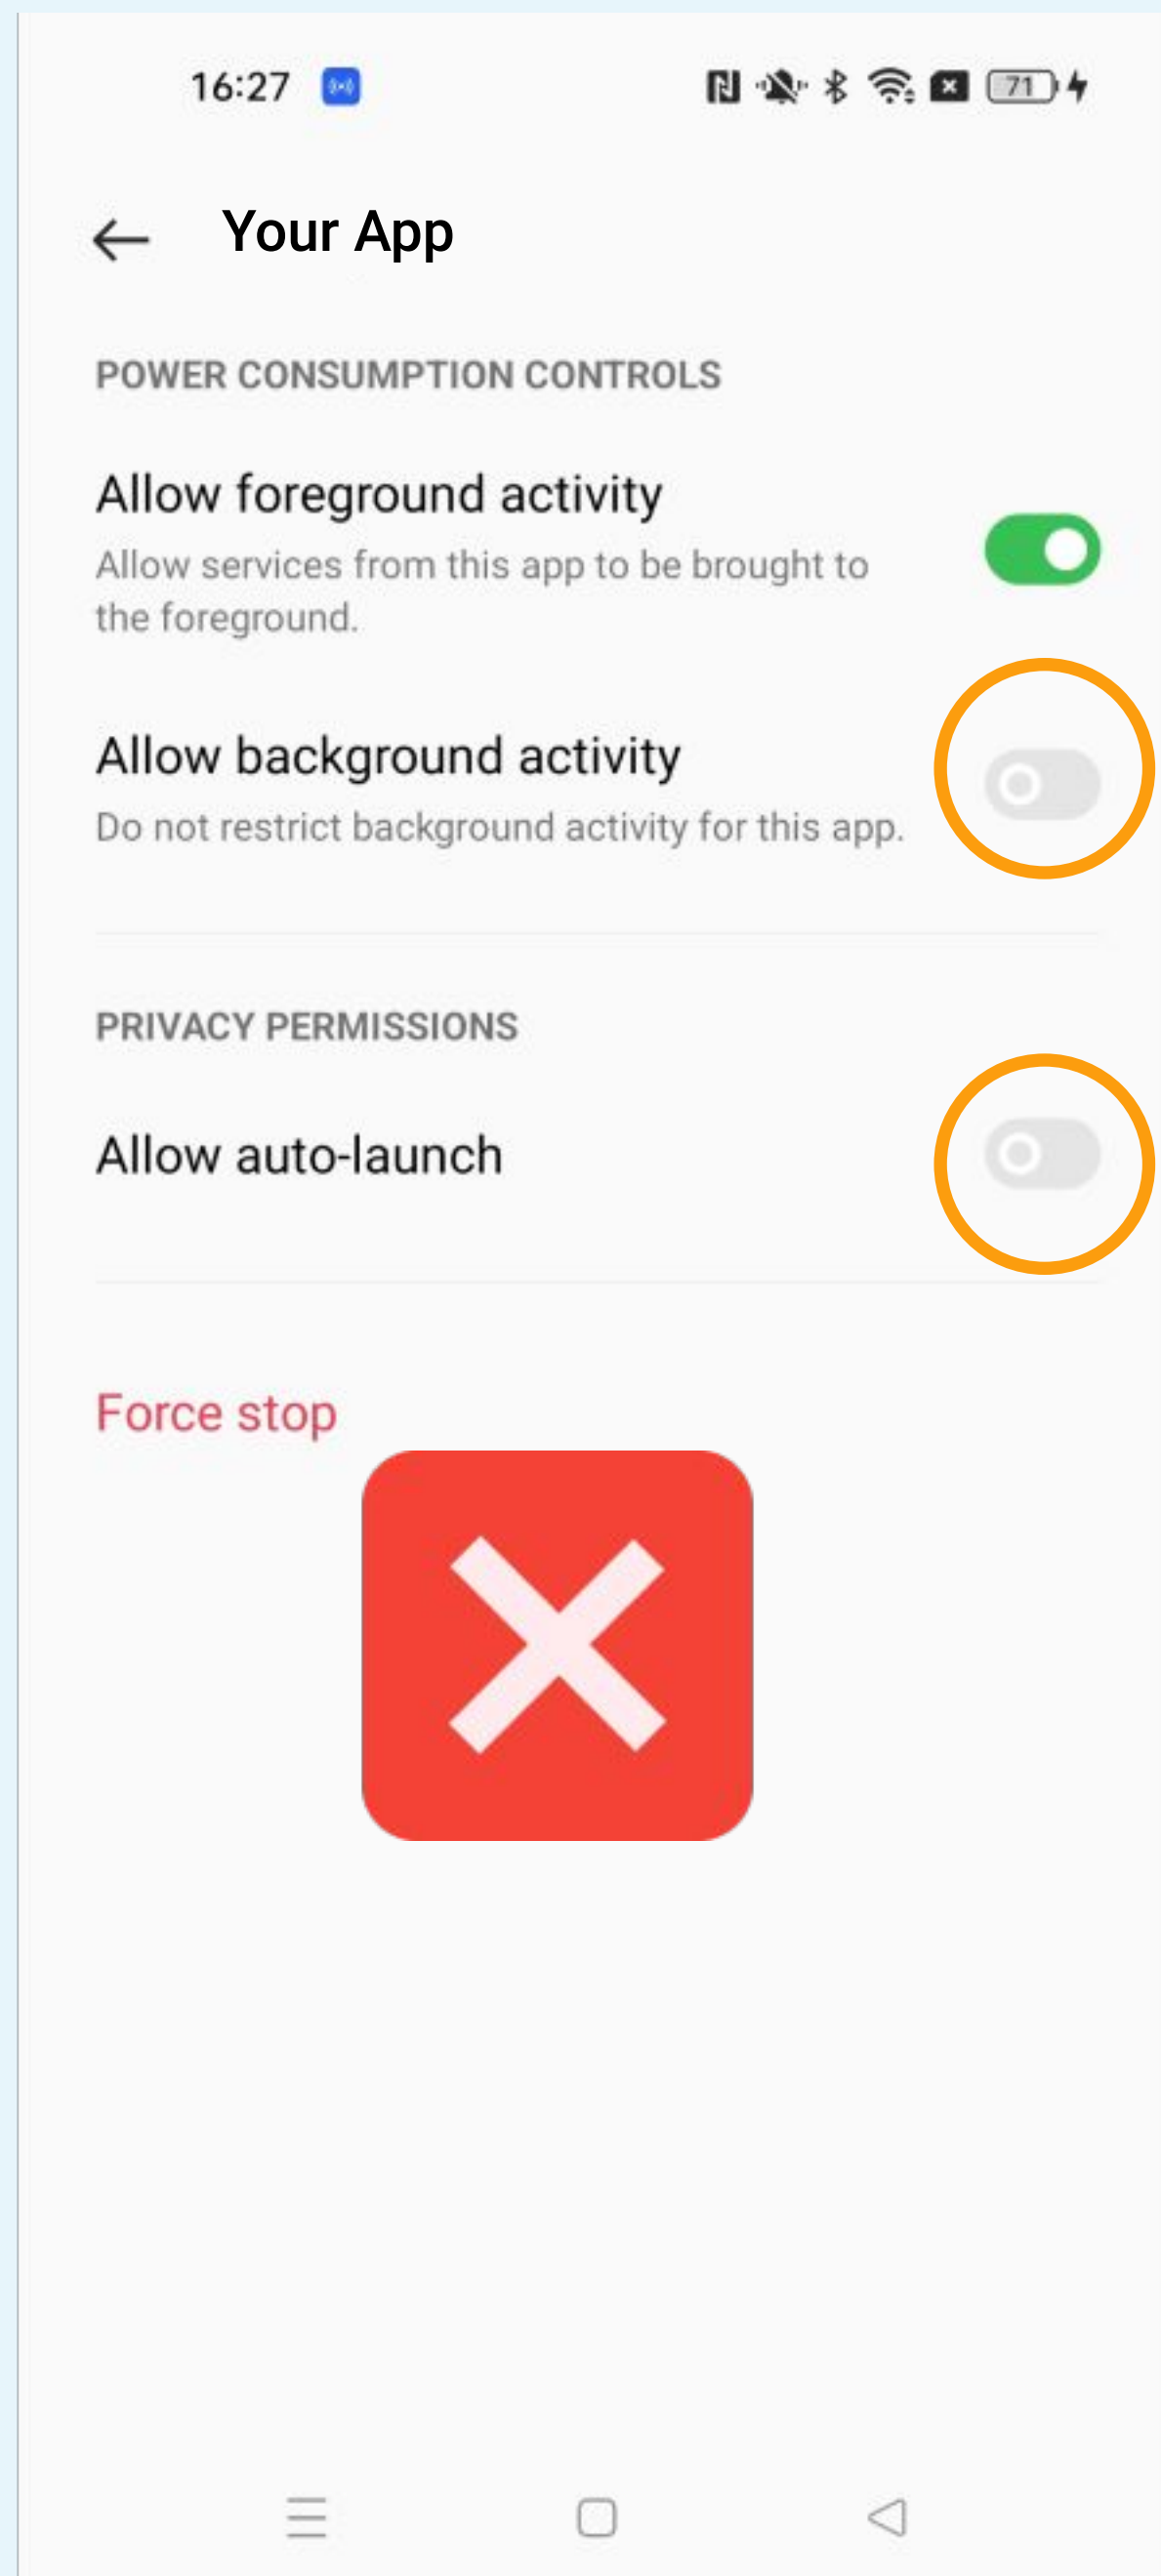 16:27
71
Your App
POWER CONSUMPTION CONTROLS
Allow foreground activity
Allow services from this app to be brought to
the foreground.
Allow background activity
Do not restrict background activity for this app.
PRIVACY PERMISSIONS
Allow auto-launch
Force stop